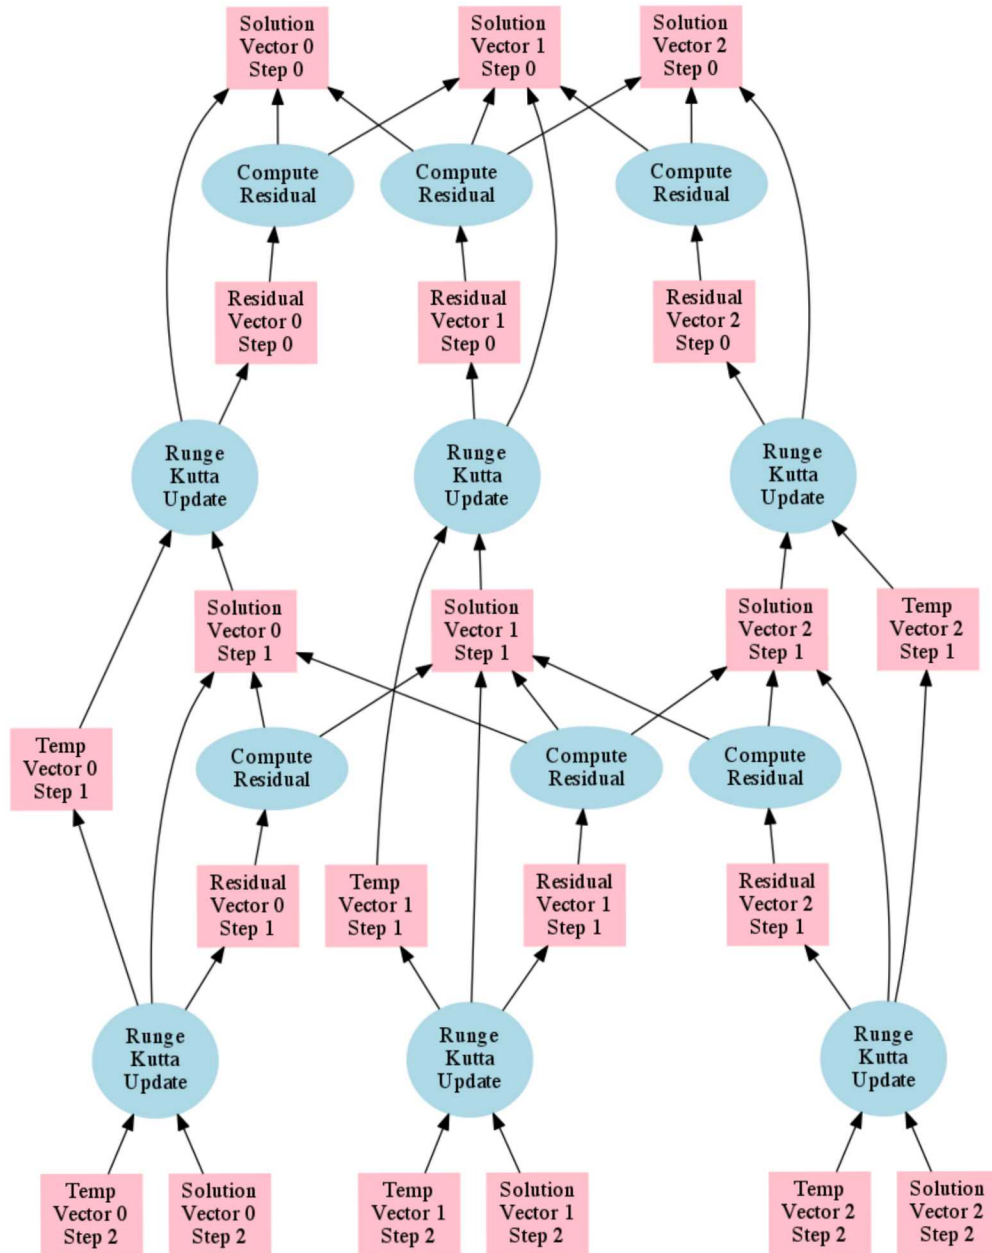 Solution
Vector 0
Step 0
Solution
Vector 1
Step 0
Solution
Vector 2
Step 0
Compute
Residual
Compute
Residual
Compute
Residual
Residual
Vector 0
Step 0
Residual
Vector 1
Step 0
Residual
Vector 2
Step 0
Runge
Kutta
Update
Runge
Kutta
Update
Runge
Kutta
Update
Solution
Vector 0
Step 1
Solution
Vector 1
Step 1
Solution
Vector 2
Step 1
Temp
Vector 2
Step 1
Temp
Vector 0
Step 1
Compute
Residual
Compute
Residual
Compute
Residual
Residual
Vector 0
Step 1
Temp
Vector 1
Step 1
Residual
Vector 1
Step 1
Residual
Vector 2
Step 1
Runge
Kutta
Update
Runge
Kutta
Update
Runge
Kutta
Update
Temp
Vector 0
Step 2
Solution
Vector 0
Step 2
Temp
Vector 1
Step 2
Solution
Vector 1
Step 2
Temp
Vector 2
Step 2
Solution
Vector 2
Step 2